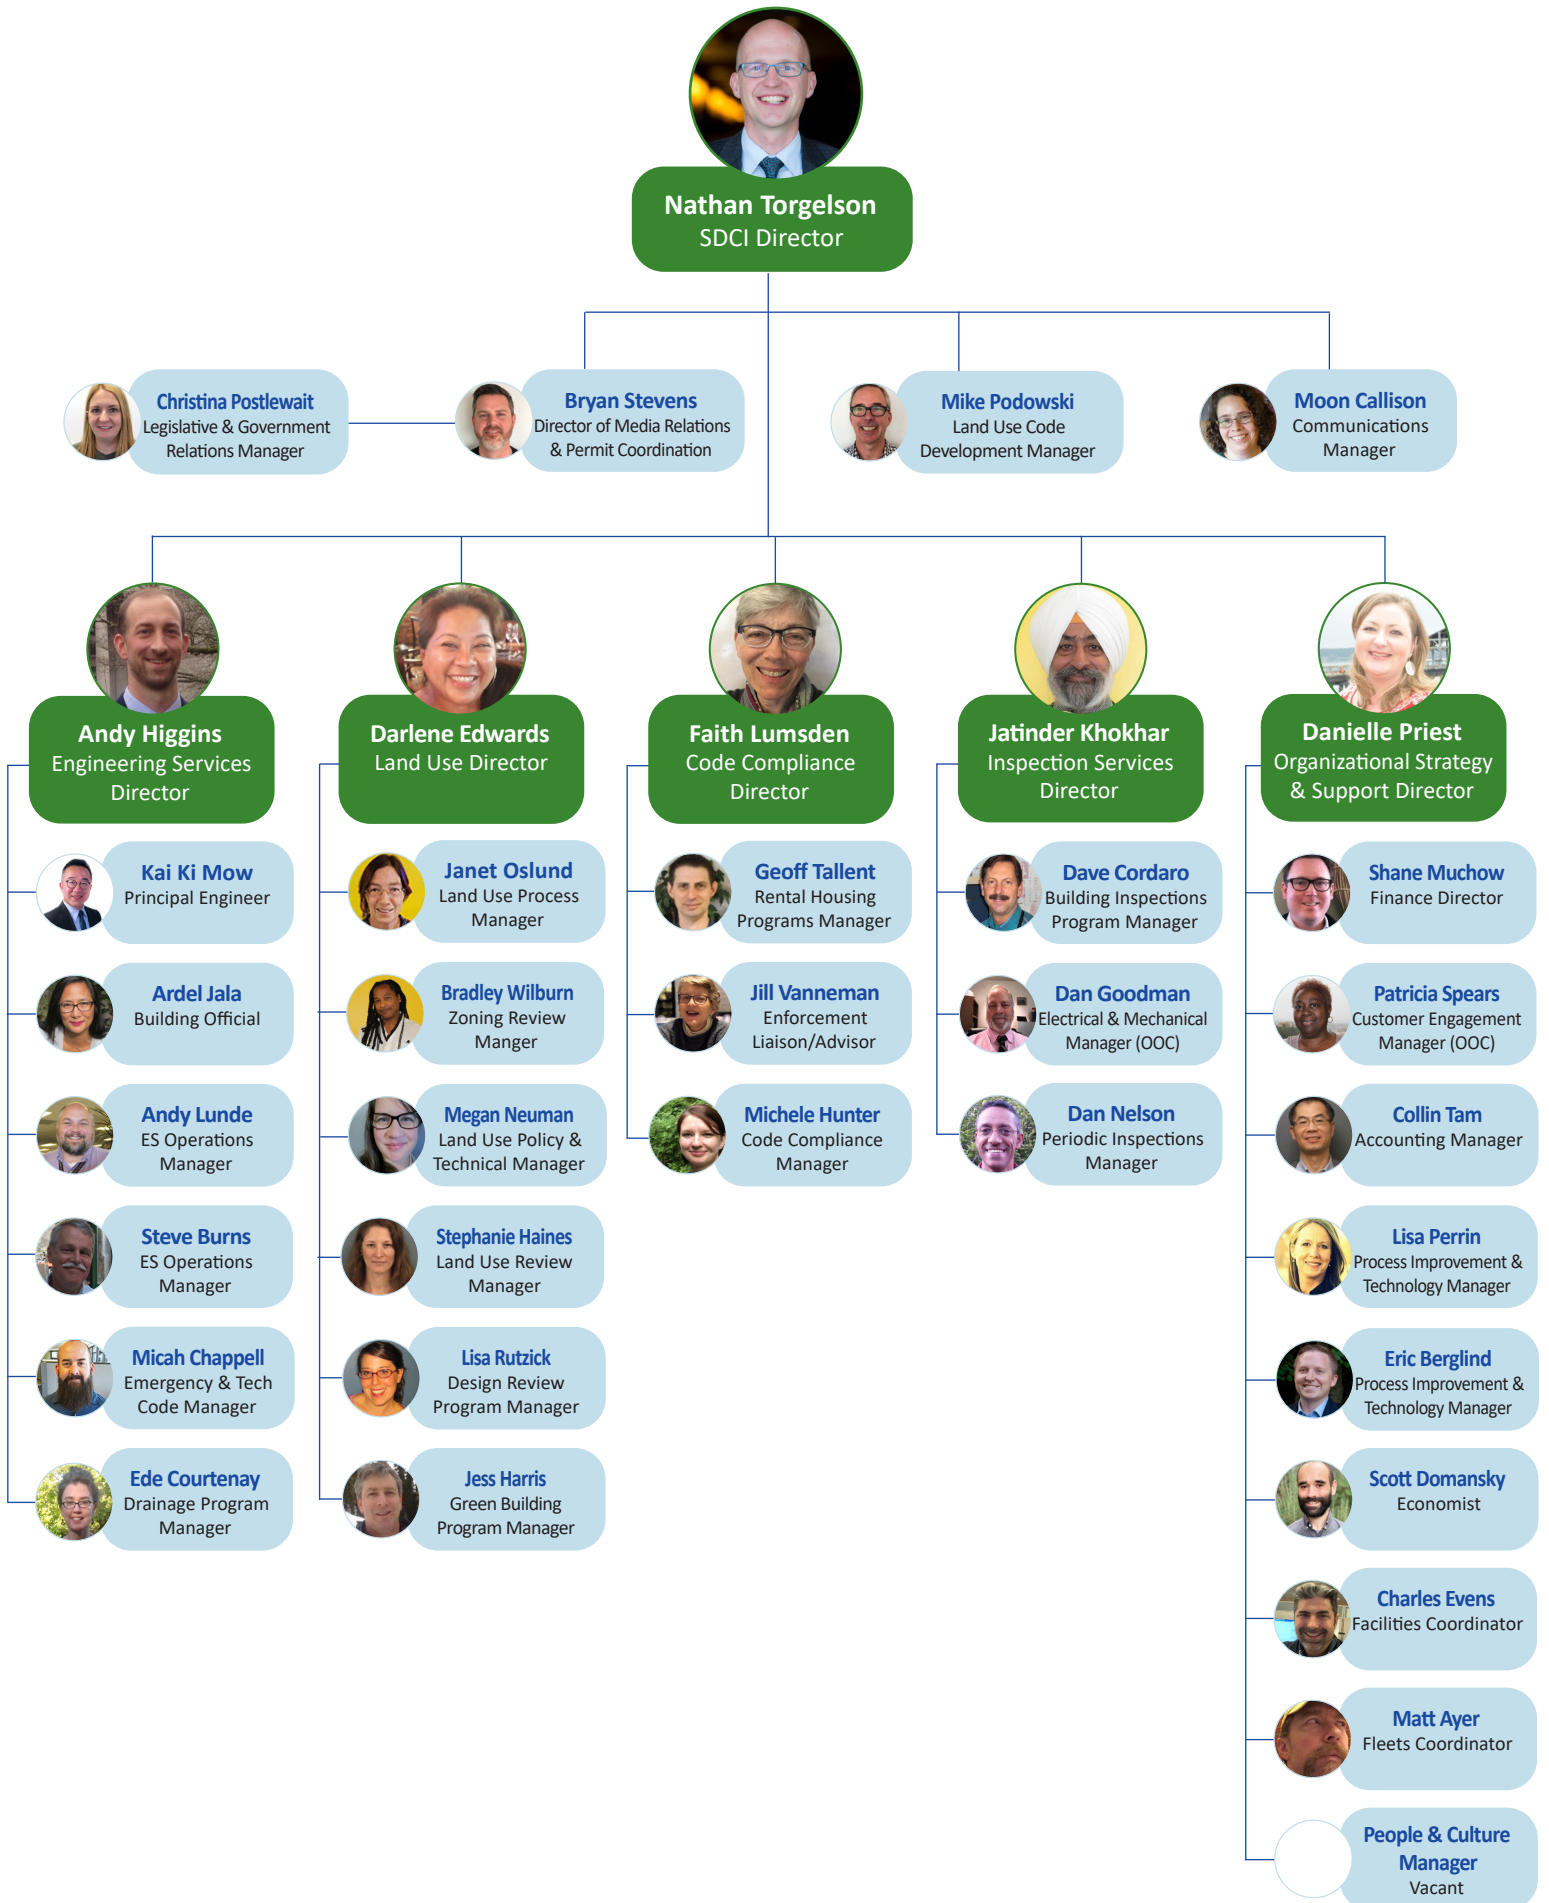 Nathan Torgelson
SDCI Director
Christina Postlewait
Legislative & Government
Relations Manager
Bryan Stevens
Director of Media Relations
& Permit Coordination
Mike Podowski
Land Use Code
Development Manager
Moon Callison
Communications
Manager
Andy Higgins
Engineering Services
Director
Kai Ki Mow
Principal Engineer
Ardel Jala
Building Official
Andy Lunde
ES Operations
Manager
Steve Burns
ES Operations
Manager
Micah Chappell
Emergency & Tech
Code Manager
Ede Courtenay
Drainage Program
Manager
Darlene Edwards
Land Use Director
Janet Oslund
Land Use Process
Manager
Bradley Wilburn
Zoning Review
Manger
Megan Neuman
Land Use Policy &
Technical Manager
Stephanie Haines
Land Use Review
Manager
Lisa Rutzick
Design Review
Program Manager
Jess Harris
Green Building
Program Manager
Faith Lumsden
Code Compliance
Director
Geoff Tallent
Rental Housing
Programs Manager
Jill Vanneman
Enforcement
Liaison/Advisor
Michele Hunter
Code Compliance
Manager
Jatinder Khokhar
Inspection Services
Director
Dave Cordaro
Building Inspections
Program Manager
Dan Goodman
Electrical & Mechanical
Manager (OOC)
Dan Nelson
Periodic Inspections
Manager
Danielle Priest
Organizational Strategy
& Support Director
Shane Muchow
Finance Director
Patricia Spears
Customer Engagement
Manager (OOC)
Collin Tam
Accounting Manager
Lisa Perrin
Process Improvement &
Technology Manager
Eric Berglind
Process Improvement &
Technology Manager
Scott Domansky
Economist
Charles Evens
Facilities Coordinator
Matt Ayer
Fleets Coordinator
People & Culture
Manager
Vacant